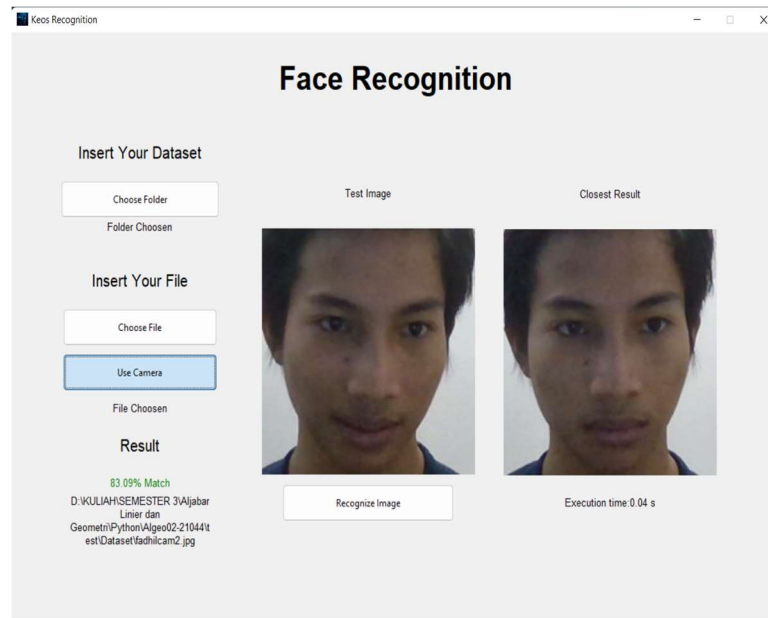 Keos Recognition
Face Recognition
Insert Your Dataset
Choose Folder
Folder Choosen
Insert Your File
Choose File
Use Camera
File Choosen
Result
83.09% Match
D:\KULIAH\SEMESTER 3\Aljabar
Linier dan
Geometri\Python\Algeo02-21044\t
est\Dataset\fadhilcam2.jpg
Test Image
Closest Result
Recognize Image
Execution time:0.04 s